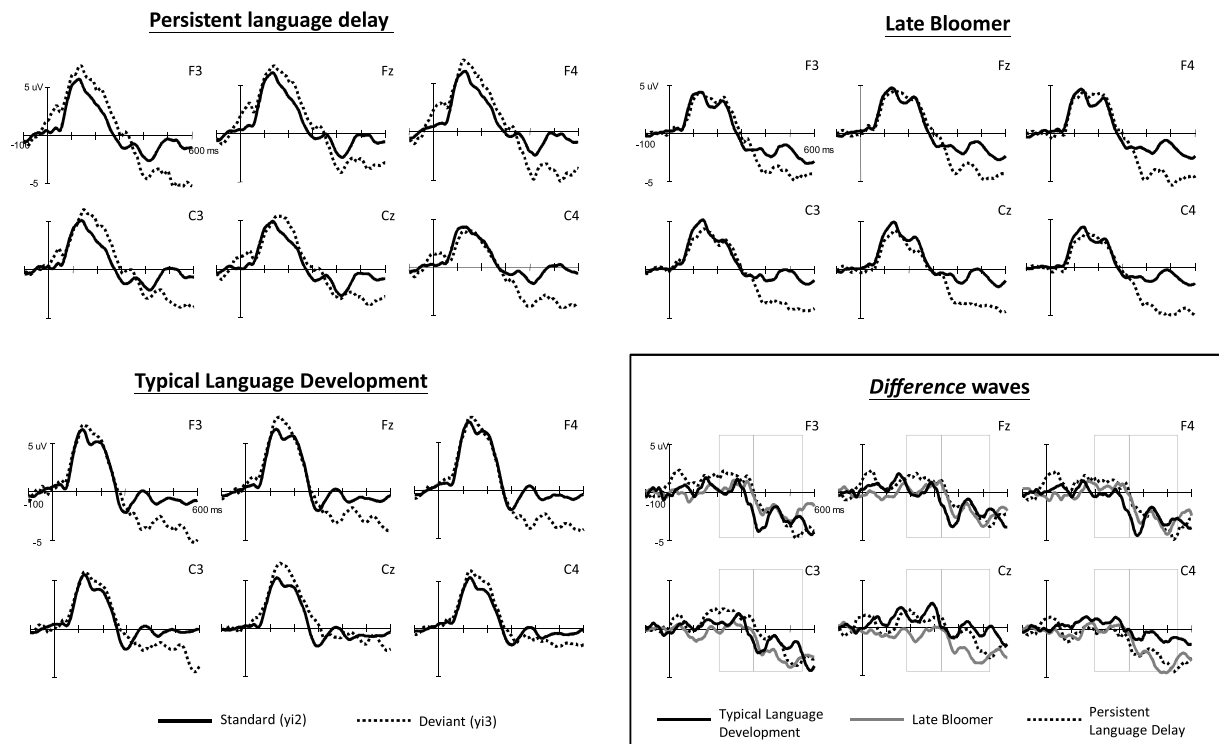 Persistent language delay
F3
Fz
F4
5 uV
-100
600 ms
-5
C3
Cz
C4
Late Bloomer
F3
Fz
F4
5 uV
-100
600 ms
-5
C3
Cz
C4
Typical Language Development
F3
Fz
F4
5 uV
-100
600 ms
-5
C3
Cz
C4
Standard (yi2)
Deviant (yi3)
Difference waves
F3
Fz
F4
5 uV
-100
600 ms
-5
C3
Cz
C4
Typical Language
Development
Late Bloomer
Persistent
Language Delay